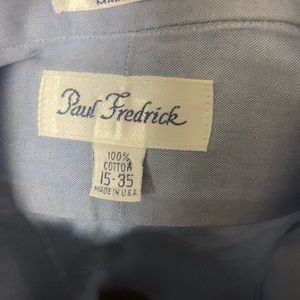 Paul Fredrick
100%
COTTON
15-35
MADE IN U.S.A.